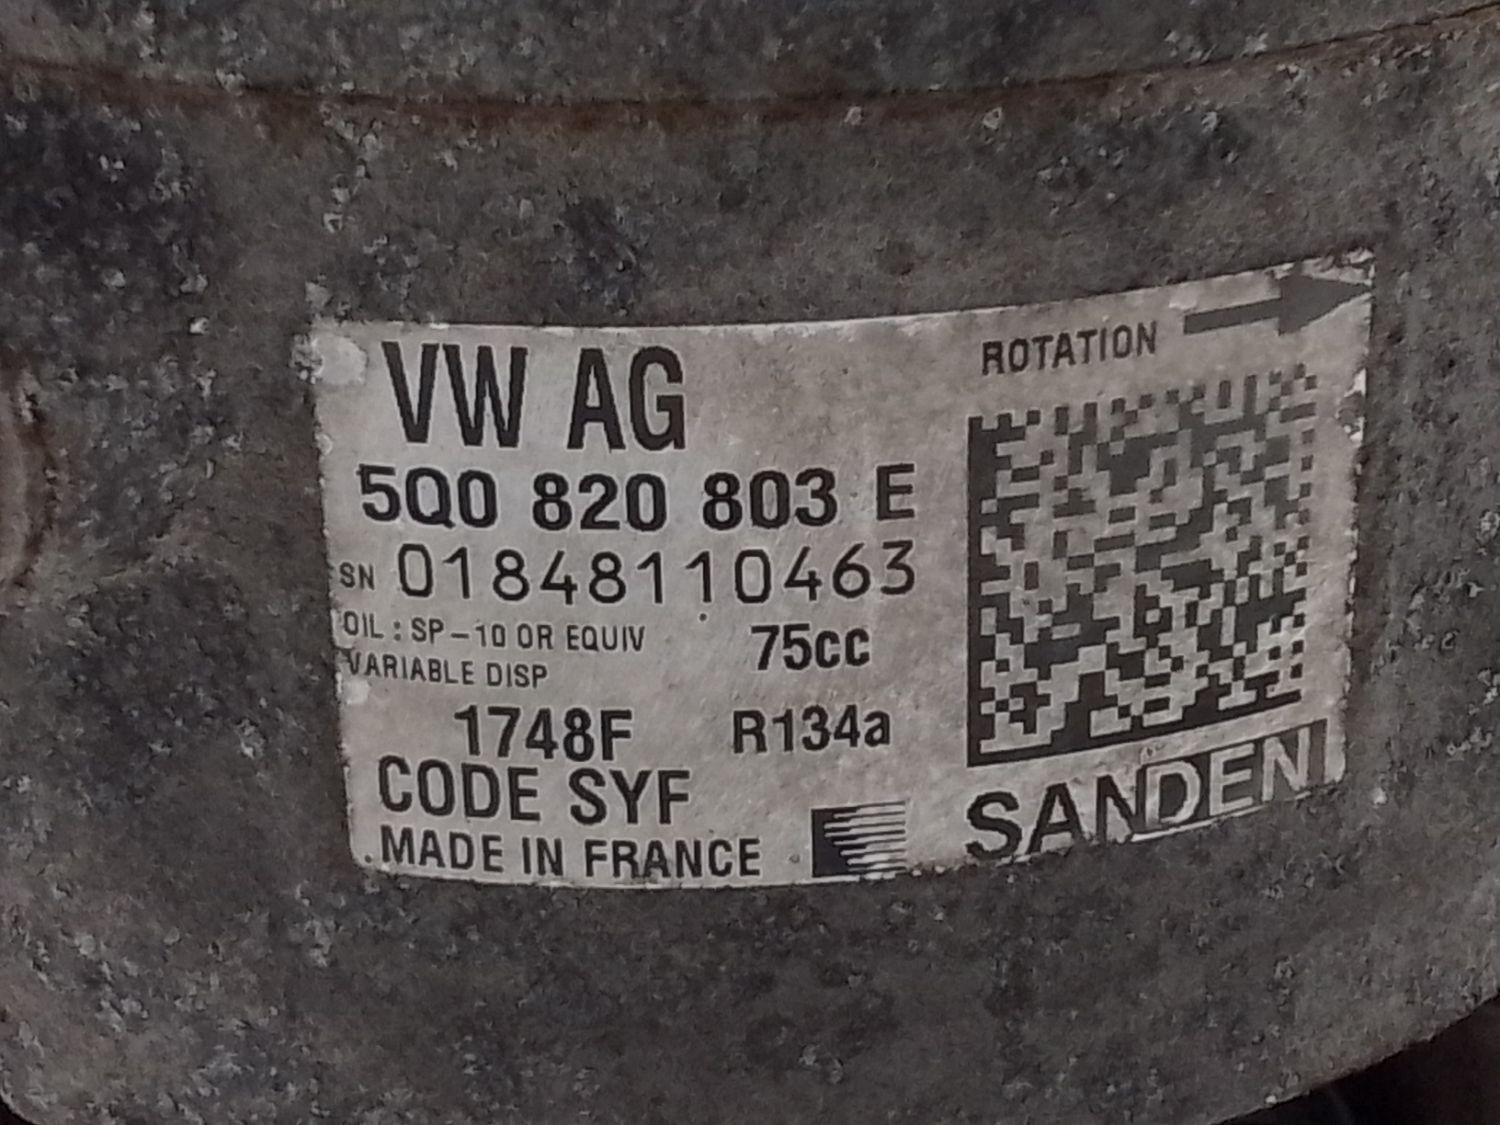 VW AG
ROTATION
5Q0 820 803 E
SN 01848110463
OIL : SP-10 OR EQUIV 75cc
VARIABLE DISP
1748F R134a
CODE SYF
MADE IN FRANCE
SANDEN